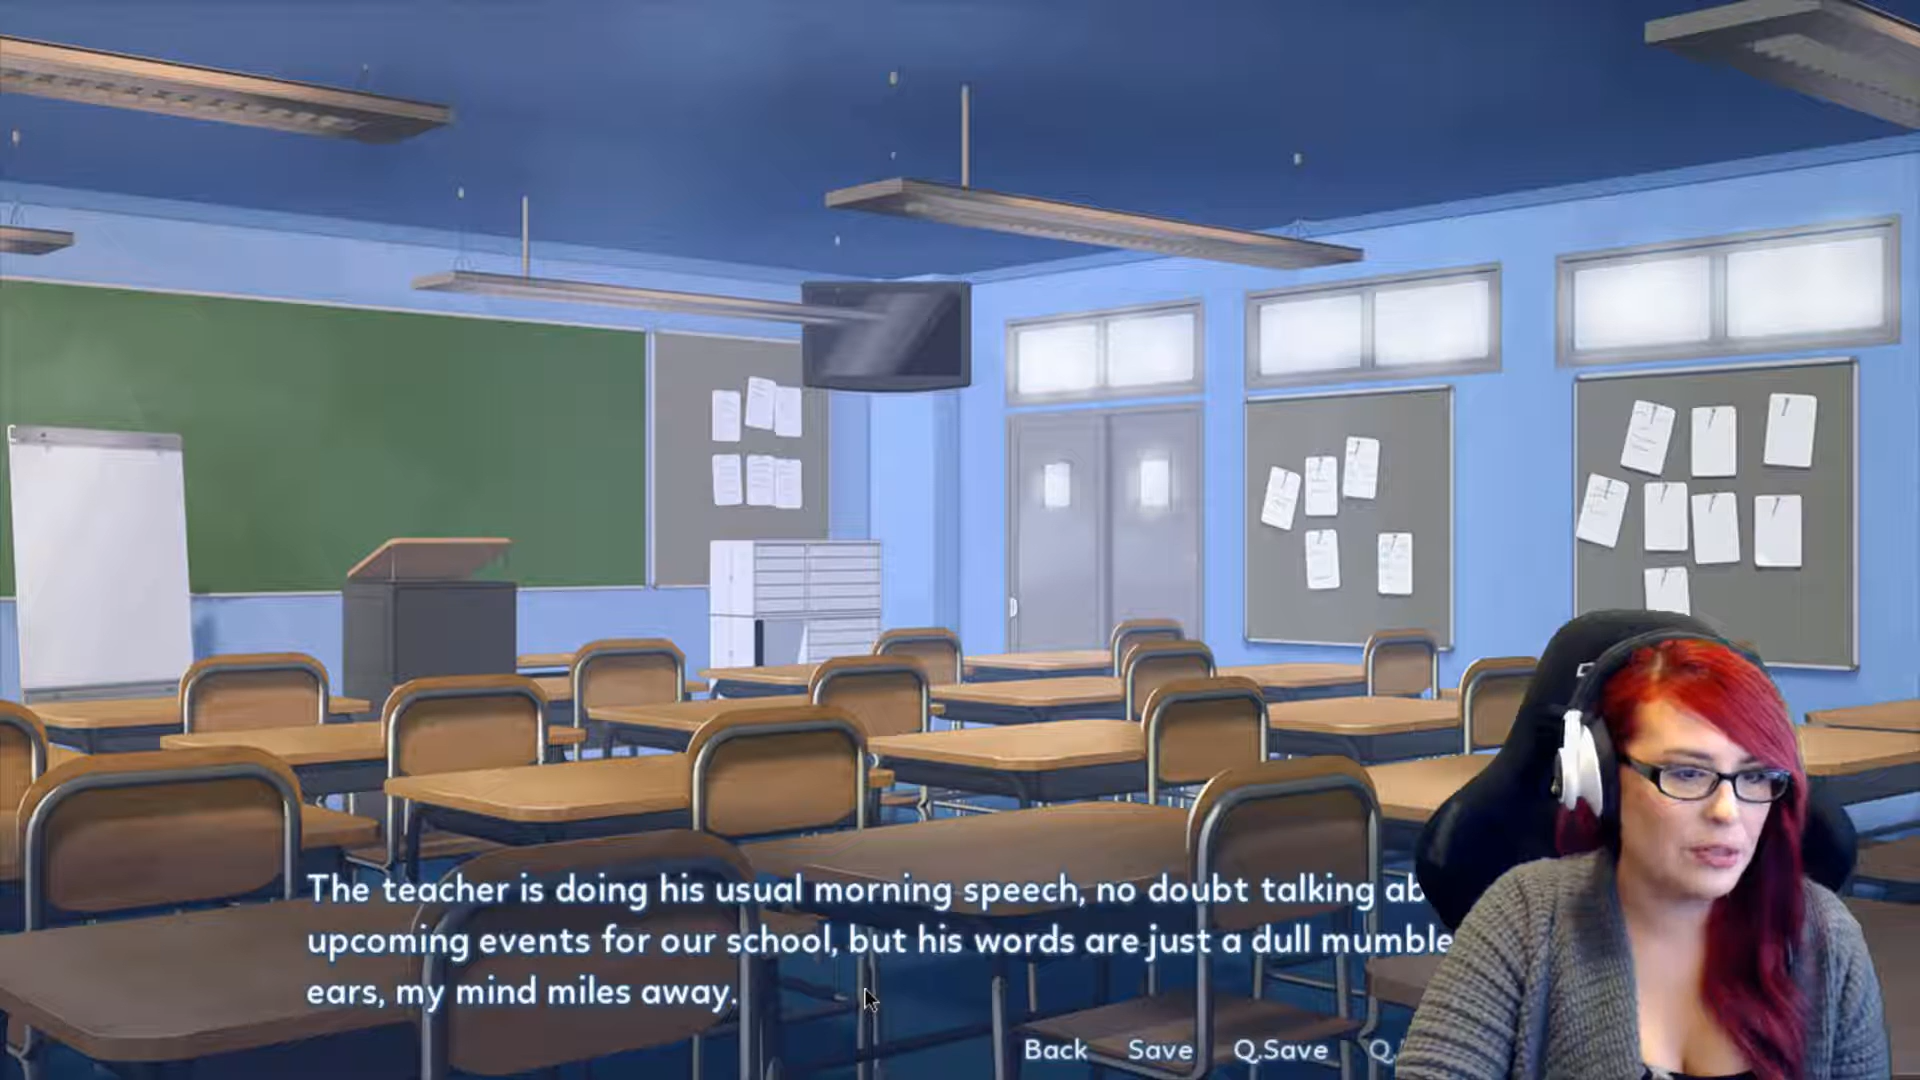 The teacher is doing his usual morning speech, no doubt talking ab
upcoming events for our school, but his words are just a dull mumble
ears, my mind miles away.
Back Save Q.Save Q.